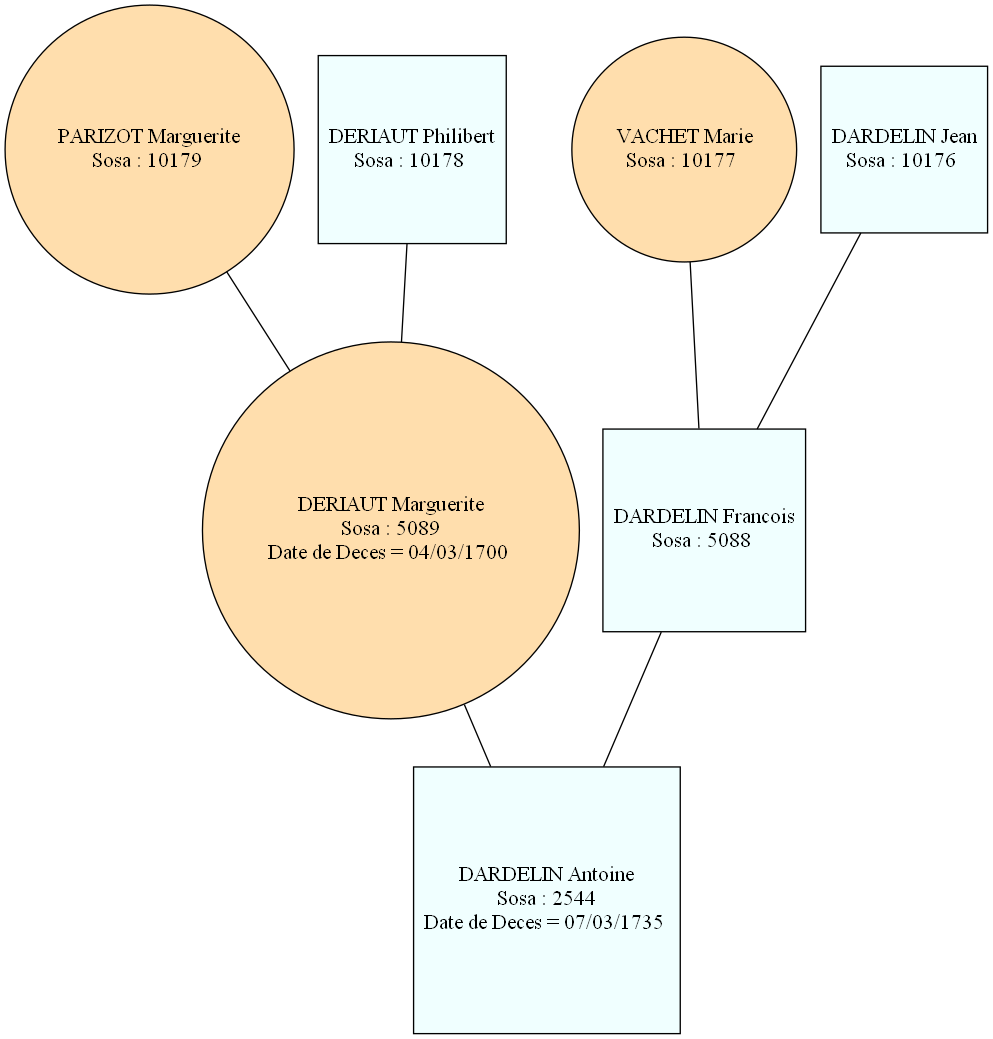 PARIZOT Marguerite
Sosa : 10179
DERIAUT Philibert
Sosa : 10178
VACHET Marie
Sosa : 10177
DARDELIN Jean
Sosa : 10176
DERIAUT Marguerite
Sosa : 5089
Date de Deces = 04/03/1700
DARDELIN Francois
Sosa : 5088
DARDELIN Antoine
Sosa : 2544
Date de Deces = 07/03/1735